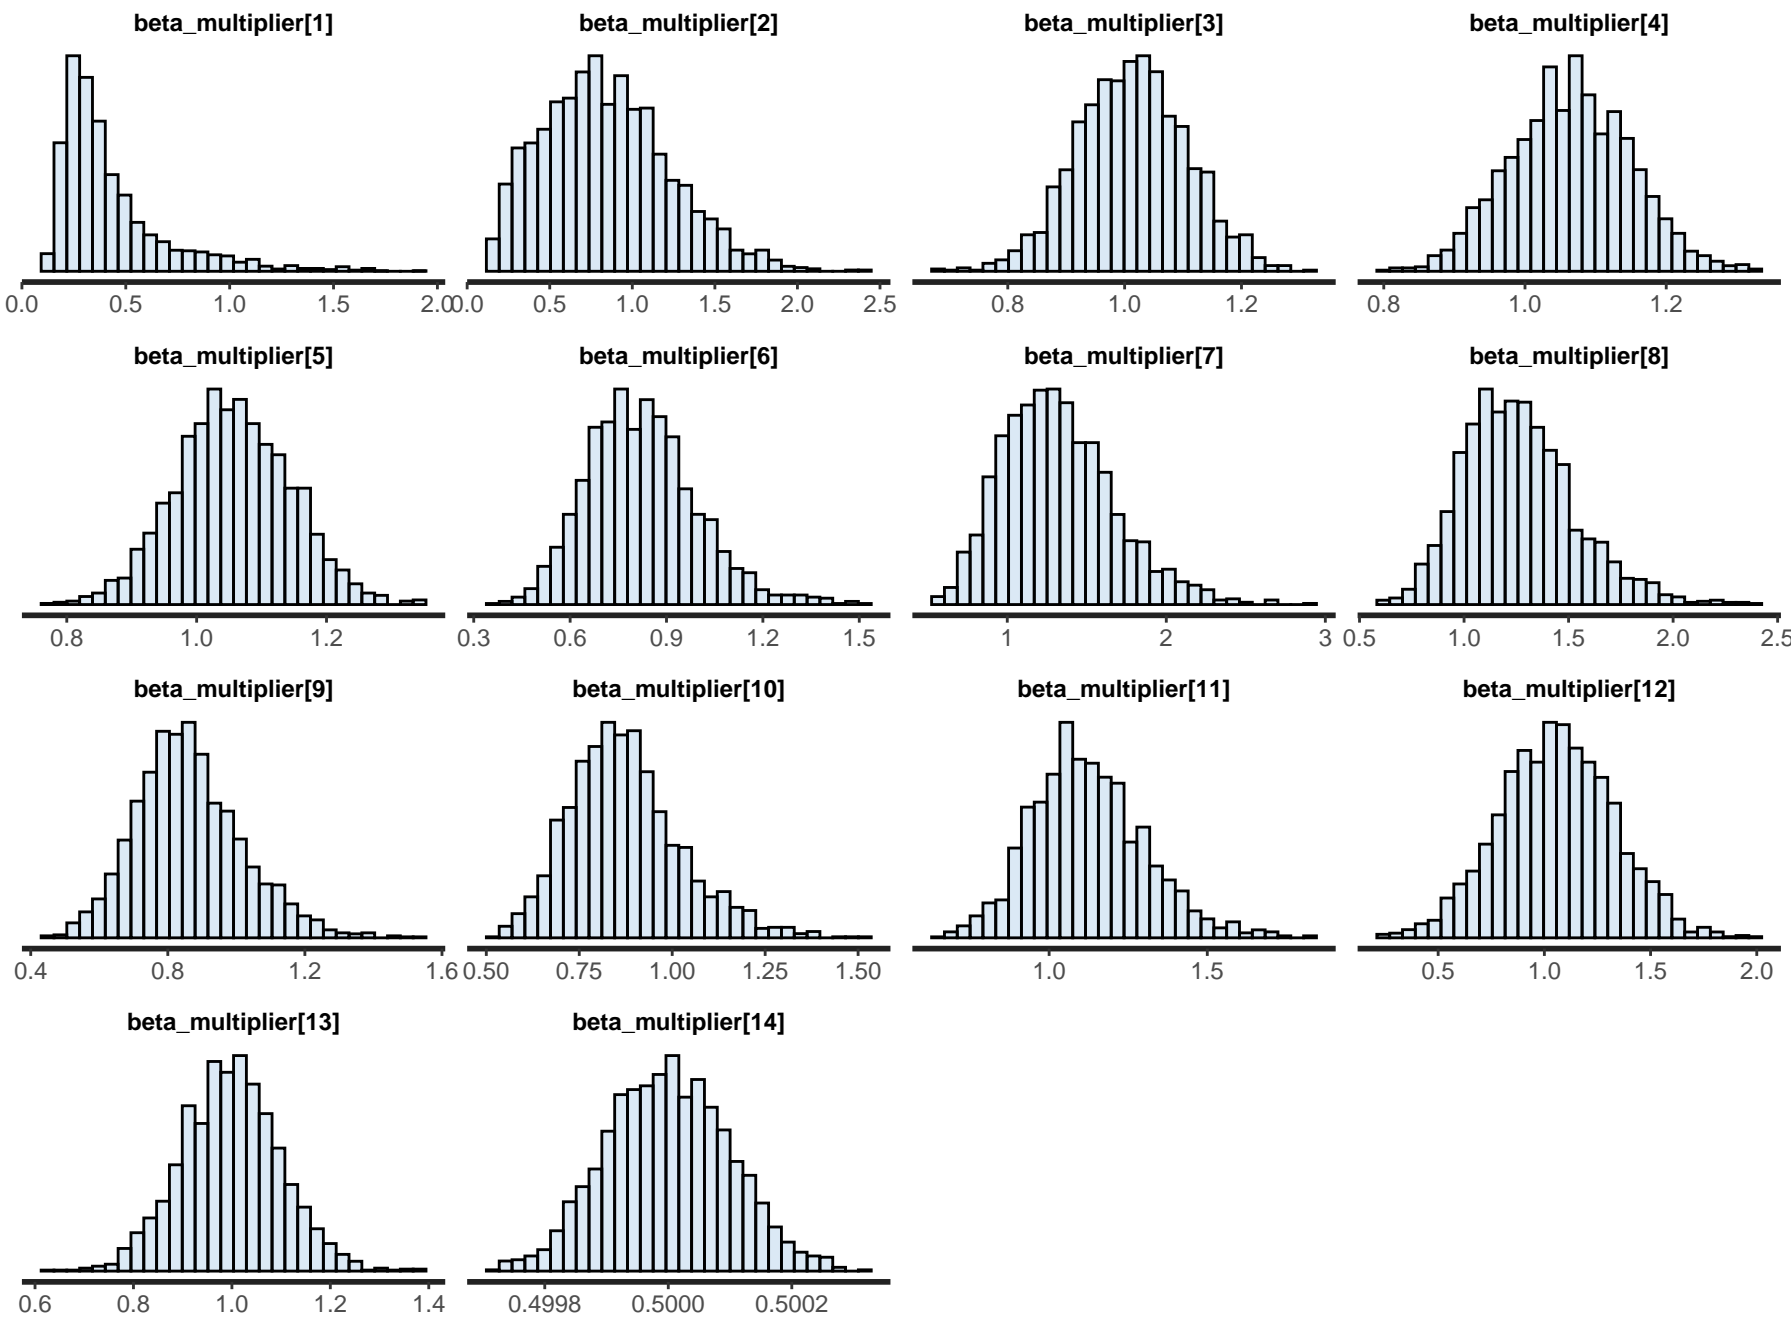 beta_multiplier[1] beta_multiplier[2] beta_multiplier[3] beta_multiplier[4]
0.0 0.5 1.0 1.5 2.0 0.0 0.5 1.0 1.5 2.0 2.5 0.8 1.0 1.2 0.8 1.0 1.2
beta_multiplier[5] beta_multiplier[6] beta_multiplier[7] beta_multiplier[8]
0.8 1.0 1.2 0.3 0.6 0.9 1.2 1.5 1 2 3 0.5 1.0 1.5 2.0 2.5
beta_multiplier[9] beta_multiplier[10] beta_multiplier[11] beta_multiplier[12]
0.4 0.8 1.2 1.6 0.50 0.75 1.00 1.25 1.50 1.0 1.5 0.5 1.0 1.5 2.0
beta_multiplier[13] beta_multiplier[14]
0.6 0.8 1.0 1.2 1.4 0.4998 0.5000 0.5002